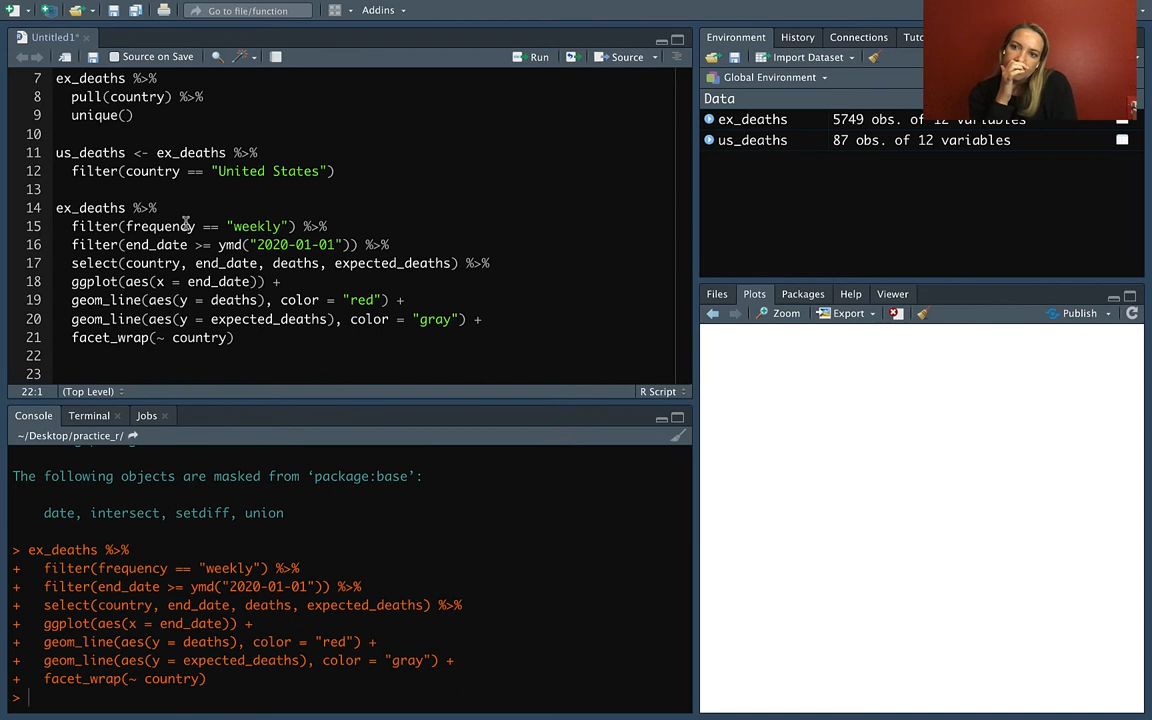 Go to file/function
Addins
Untitled1*
Source on Save
Run
Source
7 ex_deaths %>%
8 pull(country) %>%
9 unique()
10
11 us_deaths <- ex_deaths %>%
12 filter(country == "United States")
13
14 ex_deaths %>%
15 filter(frequency == "weekly") %>%
16 filter(end_date >= ymd("2020-01-01")) %>%
17 select(country, end_date, deaths, expected_deaths) %>%
18 ggplot(aes(x = end_date)) +
19 geom_line(aes(y = deaths), color = "red") +
20 geom_line(aes(y = expected_deaths), color = "gray") +
21 facet_wrap(~ country)
22
23
22:1 (Top Level) R Script
Console Terminal Jobs
~/Desktop/practice_r/
The following objects are masked from ‘package:base’:
date, intersect, setdiff, union
> ex_deaths %>%
+ filter(frequency == "weekly") %>%
+ filter(end_date >= ymd("2020-01-01")) %>%
+ select(country, end_date, deaths, expected_deaths) %>%
+ ggplot(aes(x = end_date)) +
+ geom_line(aes(y = deaths), color = "red") +
+ geom_line(aes(y = expected_deaths), color = "gray") +
+ facet_wrap(~ country)
>
Environment History Connections Tuto
Import Dataset
Global Environment
Data
ex_deaths 5749 obs. of 12 variables
us_deaths 87 obs. of 12 variables
Files Plots Packages Help Viewer
Zoom Export Publish